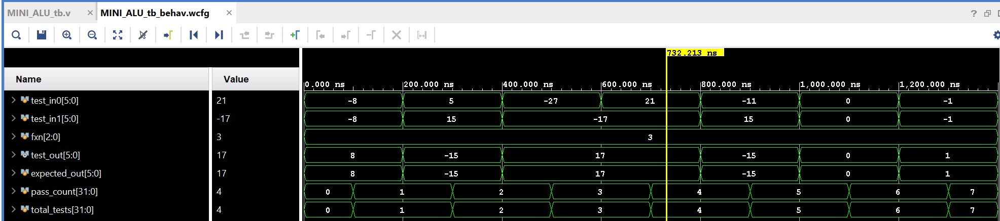 MINI_ALU_tb.v × MINI_ALU_tb_behav.wcfg × ?
732.213 ns
Name Value
0.000 ns 200.000 ns 400.000 ns 600.000 ns 800.000 ns 1,000.000 ns 1,200.000 ns
test_in0[5:0] 21 -8 5 -27 21 -11 0 -1
test_in1[5:0] -17 -8 15 -17 15 0 -1
fxn[2:0] 3 3
test_out[5:0] 17 8 -15 17 -15 0 1
expected_out[5:0] 17 8 -15 17 -15 0 1
pass_count[31:0] 4 0 1 2 3 4 5 6 7
total_tests[31:0] 4 0 1 2 3 4 5 6 7